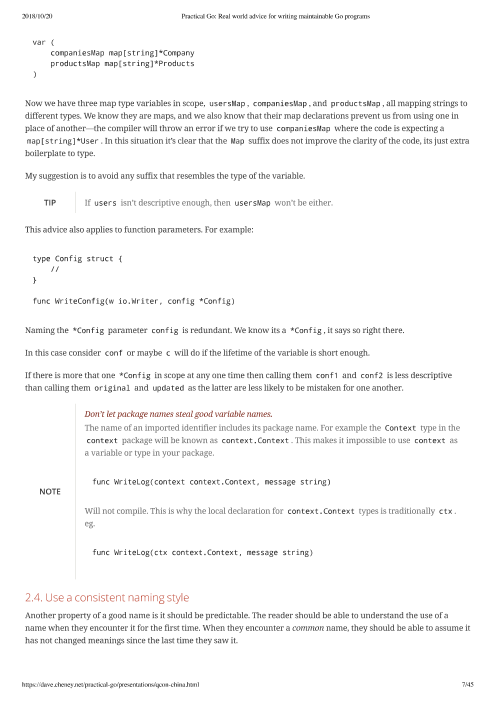 2018/10/20 Practical Go: Real world advice for writing maintainable Go programs
var (
companiesMap map[string]*Company
productsMap map[string]*Products
)
Now we have three map type variables in scope, usersMap, companiesMap, and productsMap, all mapping strings to
different types. We know they are maps, and we also know that their map declarations prevent us from using one in
place of another—the compiler will throw an error if we try to use companiesMap where the code is expecting a
map[string]*User. In this situation it's clear that the Map suffix does not improve the clarity of the code, its just extra
boilerplate to type.
My suggestion is to avoid any suffix that resembles the type of the variable.
TIP If users isn't descriptive enough, then usersMap won't be either.
This advice also applies to function parameters. For example:
type Config struct {
//
}
func WriteConfig(w io.Writer, config *Config)
Naming the *Config parameter config is redundant. We know its a *Config, it says so right there.
In this case consider conf or maybe c will do if the lifetime of the variable is short enough.
If there is more that one *Config in scope at any one time then calling them conf1 and conf2 is less descriptive
than calling them original and updated as the latter are less likely to be mistaken for one another.
Don't let package names steal good variable names.
The name of an imported identifier includes its package name. For example the Context type in the
context package will be known as context.Context. This makes it impossible to use context as
a variable or type in your package.
func WriteLog(context context.Context, message string)
NOTE
Will not compile. This is why the local declaration for context.Context types is traditionally ctx.
eg.
func WriteLog(ctx context.Context, message string)
2.4. Use a consistent naming style
Another property of a good name is it should be predictable. The reader should be able to understand the use of a
name when they encounter it for the first time. When they encounter a common name, they should be able to assume it
has not changed meanings since the last time they saw it.
https://dave.cheney.net/practical-go/presentations/qcon-china.html 7/45